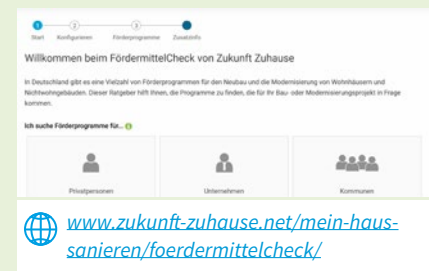 1 2 3
Start Konfigurieren Förderprogramme Zusatzinfo
Willkommen beim FördermittelCheck von Zukunft Zuhause
In Deutschland gibt es eine Vielzahl von Förderprogrammen für den Neubau und die Modernisierung von Wohnhäusern und
Nichtwohngebäuden. Dieser Ratgeber hilft Ihnen, die Programme zu finden, die für Ihr Bau- oder Modernisierungsprojekt in Frage
kommen.
Ich suche Förderprogramme für...
Privatpersonen Unternehmen Kommunen
www.zukunft-zuhause.net/mein-haus-
sanieren/foerdermittelcheck/